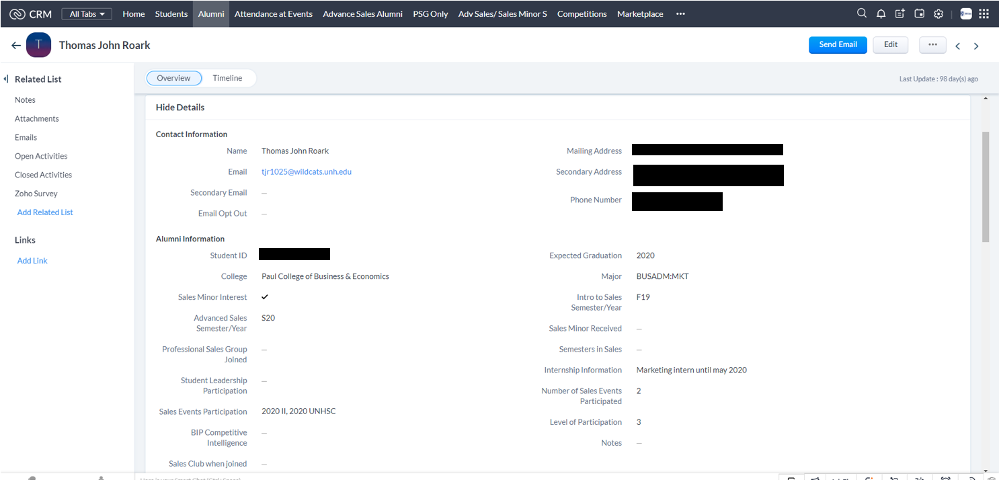 CRM All Tabs Home Students Alumni Attendance at Events Advance Sales Alumni PSG Only Adv Sales/ Sales Minor S Competitions Marketplace
T Thomas John Roark Send Email Edit
Related List
Notes
Attachments
Emails
Open Activities
Closed Activities
Zoho Survey
Add Related List
Links
Add Link
Overview Timeline Last Update : 98 day(s) ago
Hide Details
Contact Information
Name Thomas John Roark Mailing Address
Email tjr1025@wildcats.unh.edu Secondary Address
Secondary Email — Phone Number
Email Opt Out —
Alumni Information
Student ID Expected Graduation 2020
College Paul College of Business & Economics Major BUSADM:MKT
Sales Minor Interest ✓ Intro to Sales
Semester/Year F19
Advanced Sales
Semester/Year S20 Sales Minor Received —
Professional Sales Group
Joined — Semesters in Sales —
Student Leadership
Participation — Internship Information Marketing intern until may 2020
Sales Events Participation 2020 II, 2020 UNHSC Number of Sales Events
Participated 2
BIP Competitive
Intelligence — Level of Participation 3
Sales Club when joined — Notes —